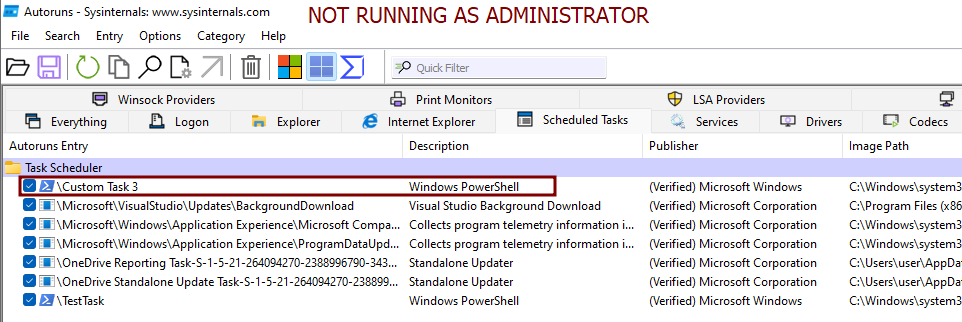 Autoruns - Sysinternals: www.sysinternals.com
NOT RUNNING AS ADMINISTRATOR
File Search Entry Options Category Help
Quick Filter
Winsock Providers Print Monitors LSA Providers
Everything Logon Explorer Internet Explorer Scheduled Tasks Services Drivers Codecs
Autoruns Entry Description Publisher Image Path
Task Scheduler
\Custom Task 3 Windows PowerShell (Verified) Microsoft Windows C:\Windows\system3
\Microsoft\VisualStudio\Updates\BackgroundDownload Visual Studio Background Download (Verified) Microsoft Corporation C:\Program Files (x86
\Microsoft\Windows\Application Experience\Microsoft Compa... Collects program telemetry information i... (Verified) Microsoft Windows C:\Windows\system3
\Microsoft\Windows\Application Experience\ProgramDataUpd... Collects program telemetry information i... (Verified) Microsoft Windows C:\Windows\system3
\OneDrive Reporting Task-S-1-5-21-264094270-2388996790-343... Standalone Updater (Verified) Microsoft Corporation C:\Users\user\AppDat
\OneDrive Standalone Update Task-S-1-5-21-264094270-238899... Standalone Updater (Verified) Microsoft Corporation C:\Users\user\AppDat
\TestTask Windows PowerShell (Verified) Microsoft Windows C:\Windows\system3